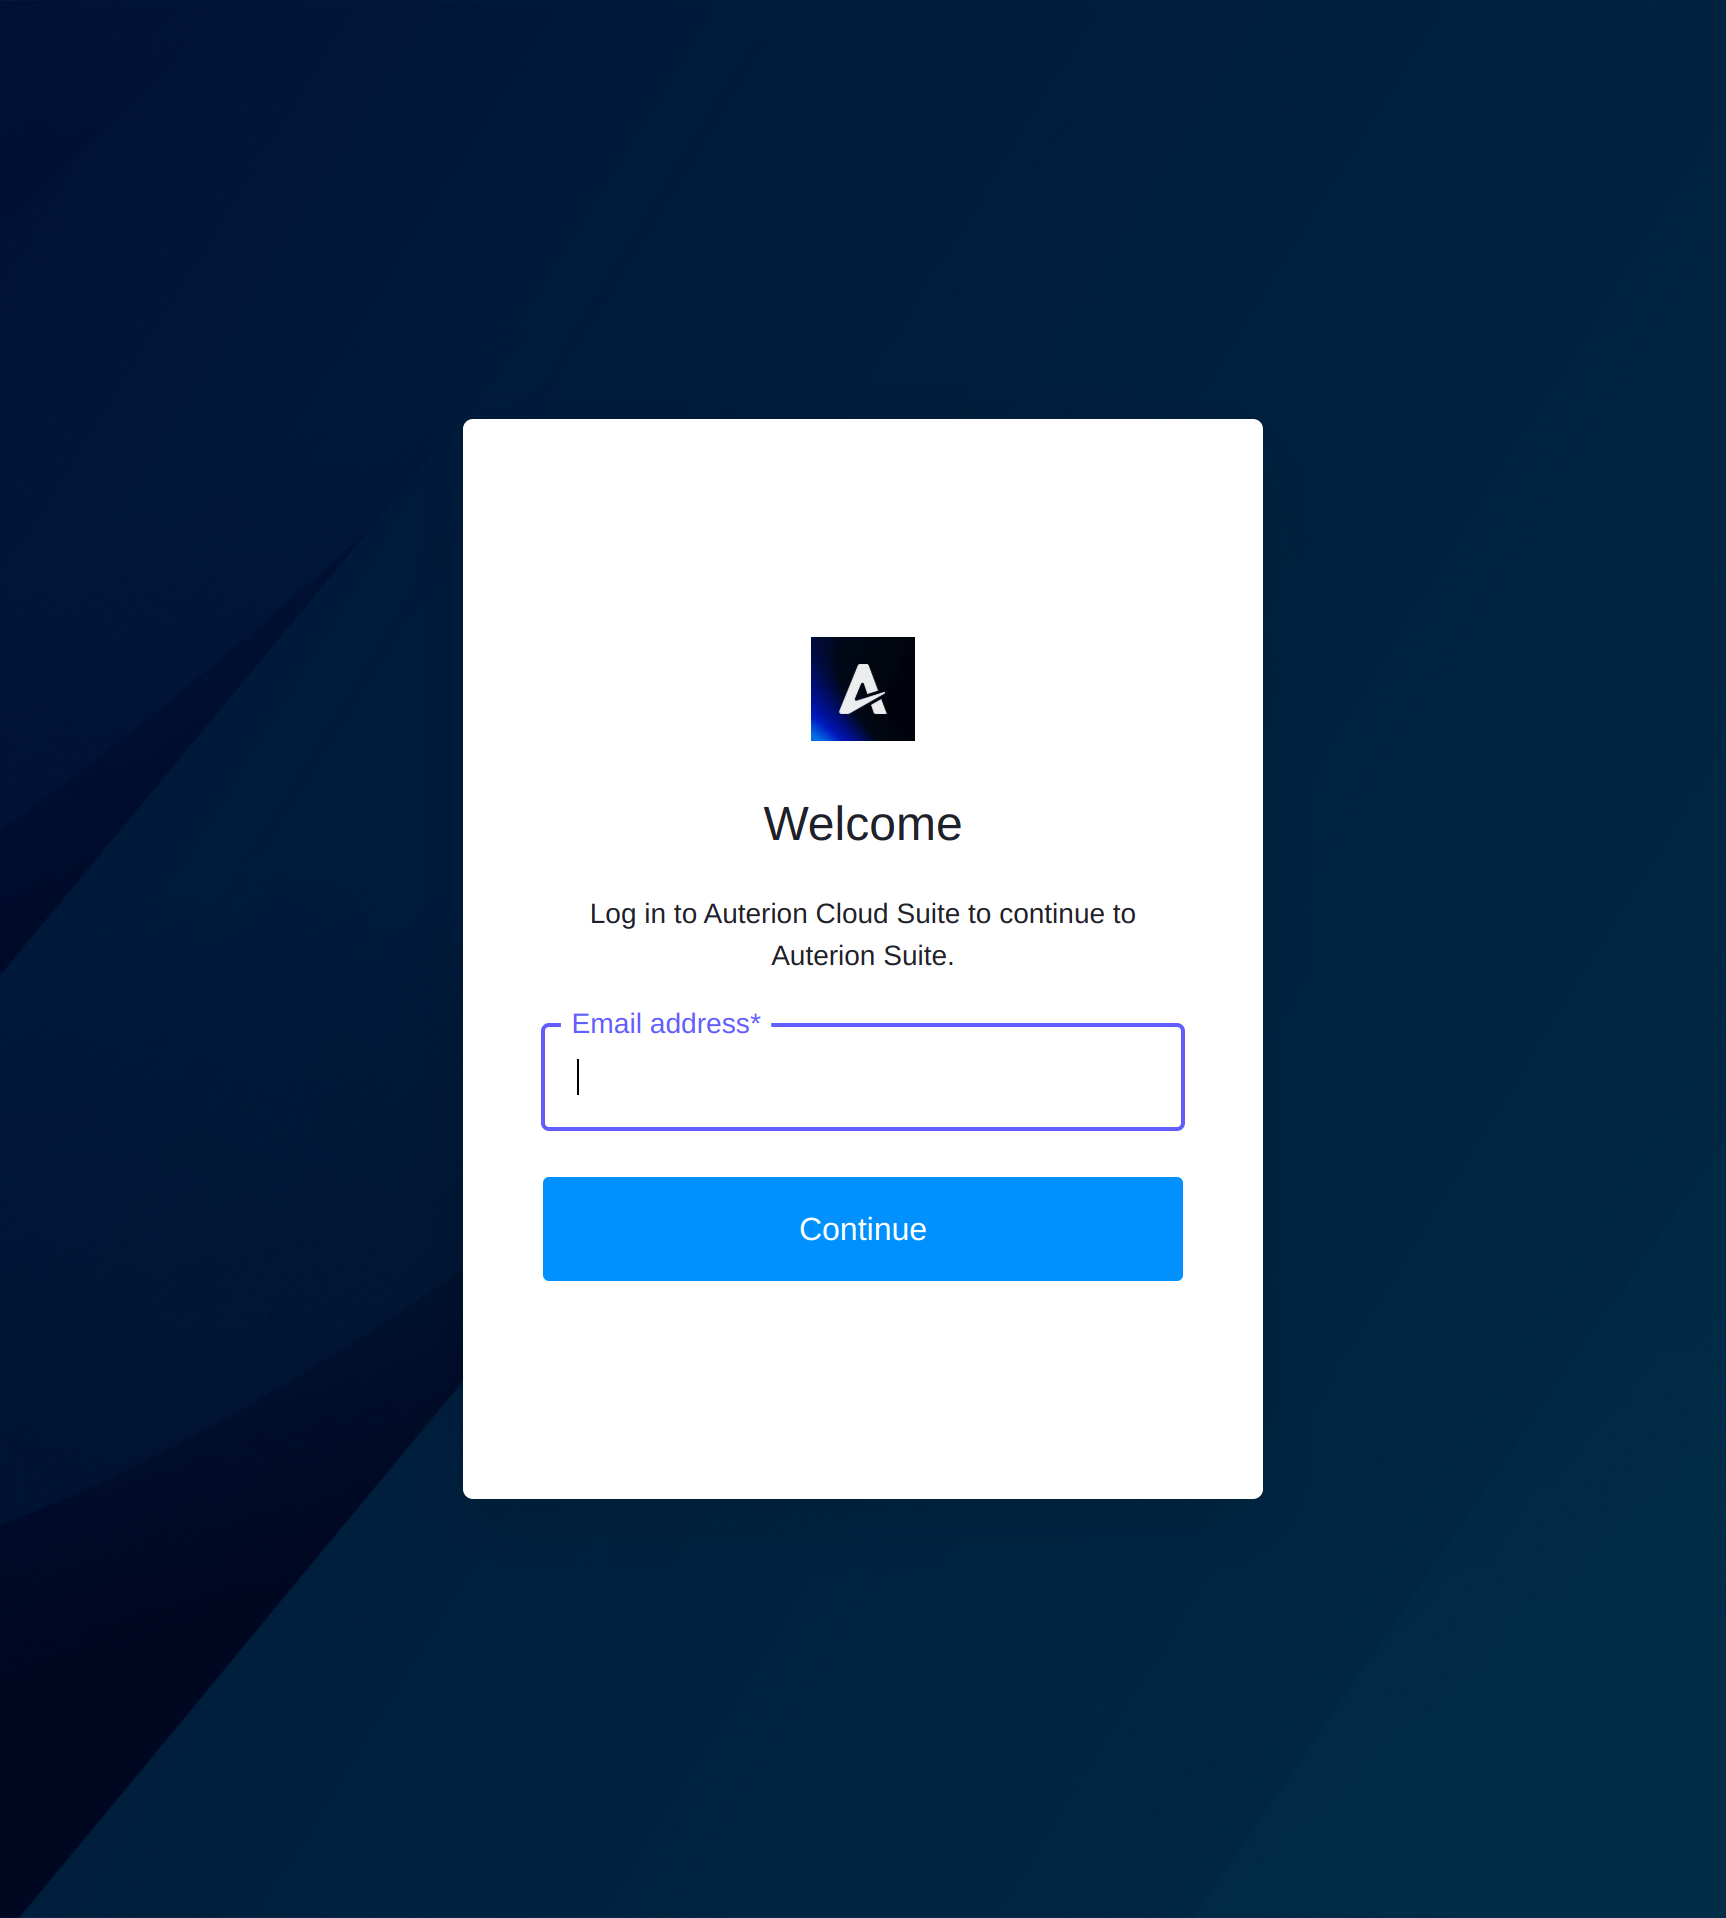 Welcome
Log in to Auterion Cloud Suite to continue to
Auterion Suite.
Email address*
Continue